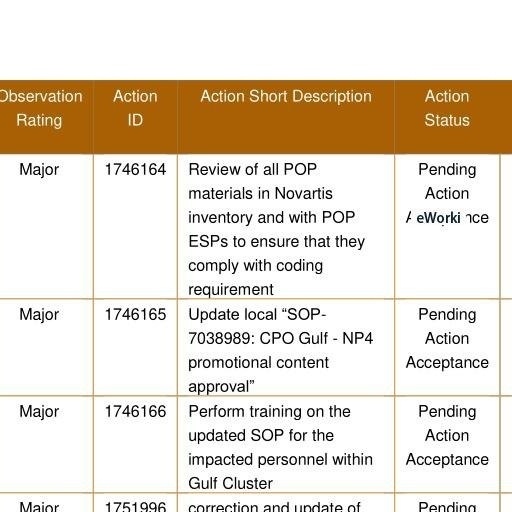 Observation Rating Action ID Action Short Description Action Status
Major 1746164 Review of all POP
materials in Novartis
inventory and with POP
ESPs to ensure that they
comply with coding
requirement
Pending
Action
eWorki nce
Major 1746165 Update local “SOP-
7038989: CPO Gulf - NP4
promotional content
approval”
Pending
Action
Acceptance
Major 1746166 Perform training on the
updated SOP for the
impacted personnel within
Gulf Cluster
Pending
Action
Acceptance
Major 1751996 correction and update of Pending